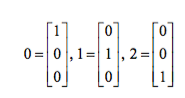 0 = [1 0 0], 1 = [0 1 0], 2 = [0 0 1]